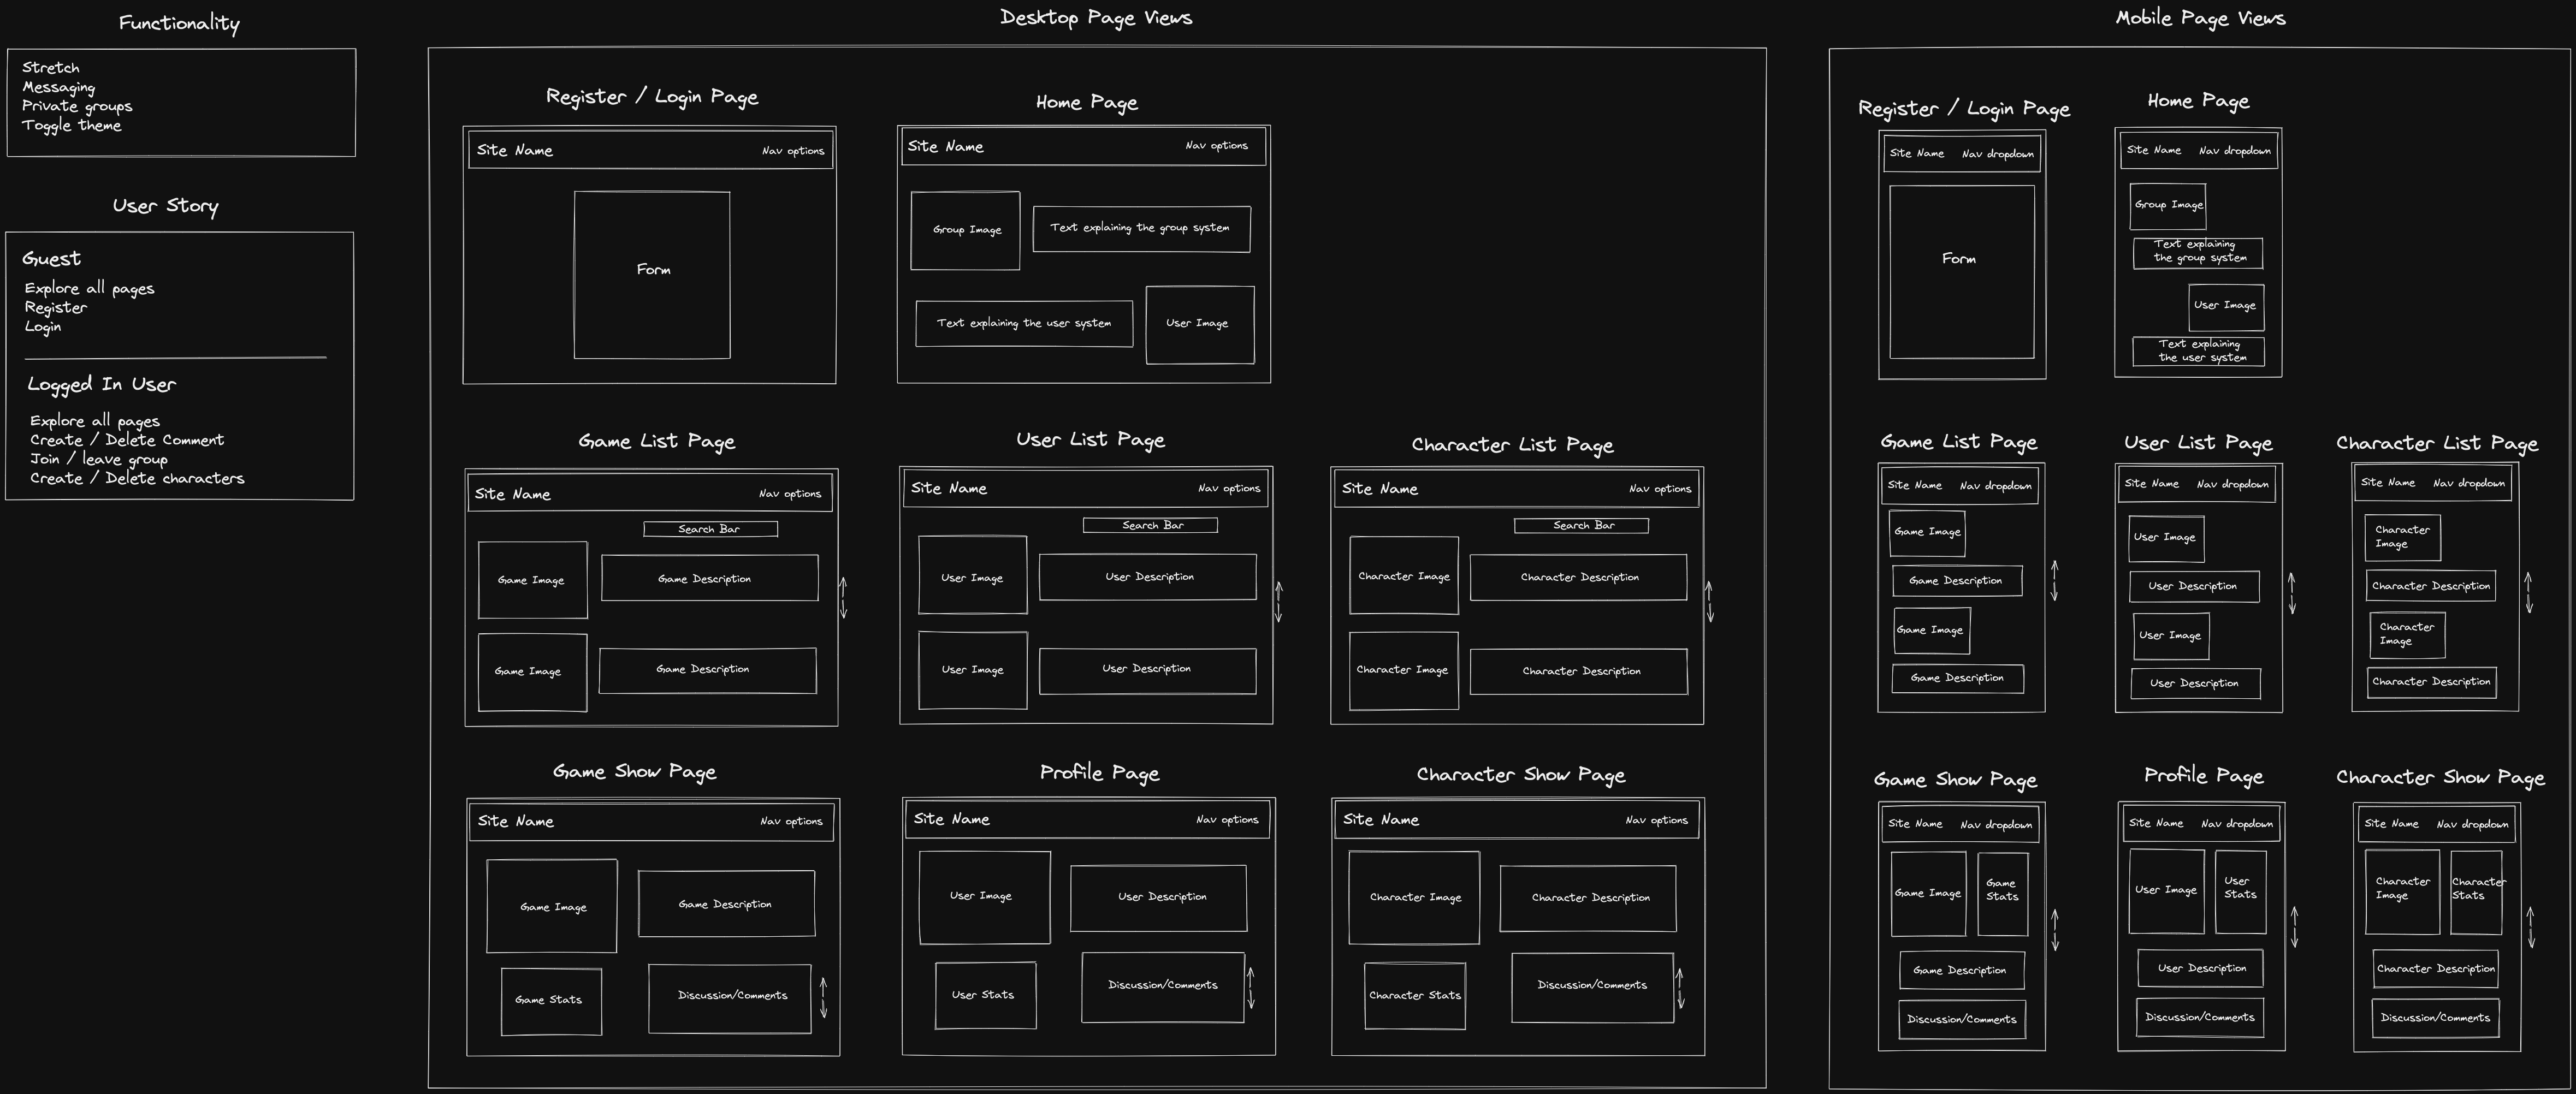 Functionality
Stretch
Messaging
Private groups
Toggle theme
User Story
Guest
Explore all pages
Register
Login
Logged In User
Explore all pages
Create / Delete Comment
Join / leave group
Create / Delete characters
Desktop Page Views
Register / Login Page
Site Name
Nav options
Form
Home Page
Site Name
Nav options
Group Image
Text explaining the group system
Text explaining the user system
User Image
Game List Page
Site Name
Nav options
Search Bar
Game Image
Game Description
Game Image
Game Description
User List Page
Site Name
Nav options
Search Bar
User Image
User Description
User Image
User Description
Character List Page
Site Name
Nav options
Search Bar
Character Image
Character Description
Character Image
Character Description
Game Show Page
Site Name
Nav options
Game Image
Game Description
Game Stats
Discussion/Comments
Profile Page
Site Name
Nav options
User Image
User Description
User Stats
Discussion/Comments
Character Show Page
Site Name
Nav options
Character Image
Character Description
Character Stats
Discussion/Comments
Mobile Page Views
Register / Login Page
Site Name
Nav dropdown
Form
Home Page
Site Name
Nav dropdown
Group Image
Text explaining
the group system
User Image
Text explaining
the user system
Game List Page
Site Name
Nav dropdown
Game Image
Game Description
Game Image
Game Description
User List Page
Site Name
Nav dropdown
User Image
User Description
User Image
User Description
Character List Page
Site Name
Nav dropdown
Character
Image
Character Description
Character
Image
Character Description
Game Show Page
Site Name
Nav dropdown
Game Image
Game
Stats
Game Description
Discussion/Comments
Profile Page
Site Name
Nav dropdown
User Image
User
Stats
User Description
Discussion/Comments
Character Show Page
Site Name
Nav dropdown
Character
Image
Character
Stats
Character Description
Discussion/Comments